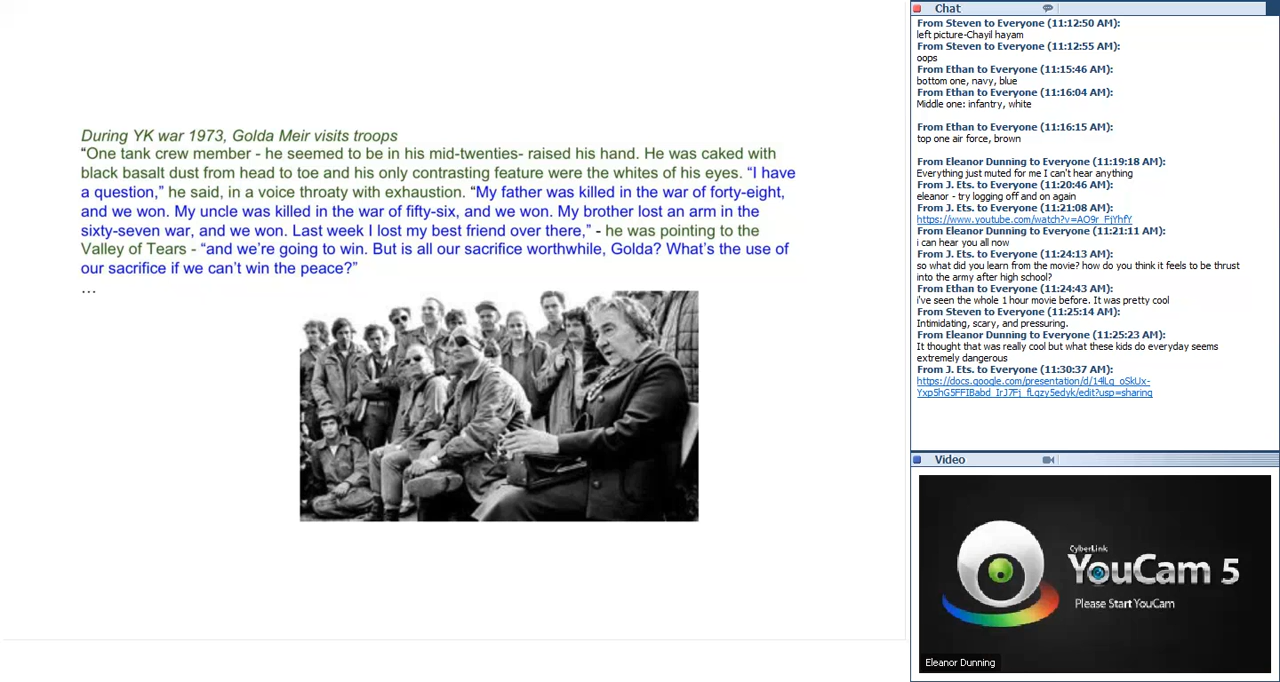 During YK war 1973, Golda Meir visits troops
"One tank crew member - he seemed to be in his mid-twenties- raised his hand. He was caked with
black basalt dust from head to toe and his only contrasting feature were the whites of his eyes. "I have
a question," he said, in a voice throaty with exhaustion. "My father was killed in the war of forty-eight,
and we won. My uncle was killed in the war of fifty-six, and we won. My brother lost an arm in the
sixty-seven war, and we won. Last week I lost my best friend over there," - he was pointing to the
Valley of Tears - "and we're going to win. But is all our sacrifice worthwhile, Golda? What's the use of
our sacrifice if we can't win the peace?"
...
Chat
From Steven to Everyone (11:12:50 AM):
left picture-Chayil hayam
From Steven to Everyone (11:12:55 AM):
oops
From Ethan to Everyone (11:15:46 AM):
bottom one, navy, blue
From Ethan to Everyone (11:16:04 AM):
Middle one: infantry, white
From Ethan to Everyone (11:16:15 AM):
top one air force, brown
From Eleanor Dunning to Everyone (11:19:18 AM):
Everything just muted for me I can't hear anything
From J. Ets. to Everyone (11:20:46 AM):
eleanor - try logging off and on again
From J. Ets. to Everyone (11:21:08 AM):
https://www.youtube.com/watch?v=AO9r_FjYhfY
From Eleanor Dunning to Everyone (11:21:11 AM):
i can hear you all now
From J. Ets. to Everyone (11:24:13 AM):
so what did you learn from the movie? how do you think it feels to be thrust
into the army after high school?
From Ethan to Everyone (11:24:43 AM):
i've seen the whole 1 hour movie before. It was pretty cool
From Steven to Everyone (11:25:14 AM):
Intimidating, scary, and pressuring.
From Eleanor Dunning to Everyone (11:25:23 AM):
It thought that was really cool but what these kids do everyday seems
extremely dangerous
From J. Ets. to Everyone (11:30:37 AM):
https://docs.google.com/presentation/d/14lLq_oSkUx-
Yxp5hG5FFIBabd_IrJ7Fj_fLqzy5edyk/edit?usp=sharing
Video
CyberLink
YouCam 5
Please Start YouCam
Eleanor Dunning